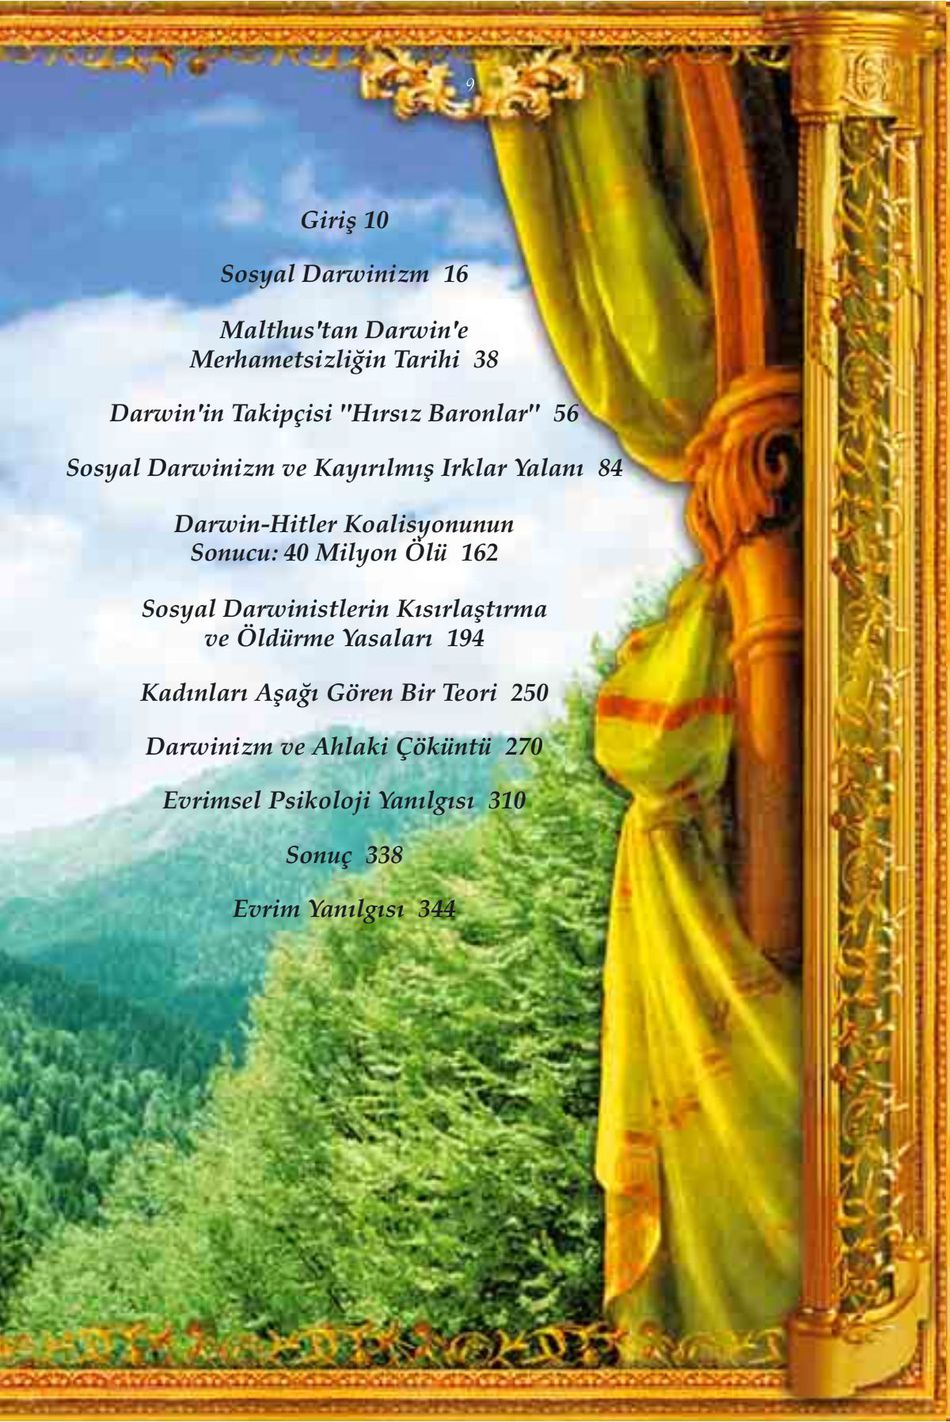 9
Giriş 10
Sosyal Darwinizm 16
Malthus'tan Darwin'e
Merhametsizliğin Tarihi 38
Darwin'in Takipçisi "Hırsız Baronlar" 56
Sosyal Darwinizm ve Kayırılmış Irklar Yalanı 84
Darwin-Hitler Koalisyonunun
Sonucu: 40 Milyon Ölü 162
Sosyal Darwinistlerin Kısırlaştırma
ve Öldürme Yasaları 194
Kadınları Aşağı Gören Bir Teori 250
Darwinizm ve Ahlaki Çöküntü 270
Evrimsel Psikoloji Yanılgısı 310
Sonuç 338
Evrim Yanılgısı 344